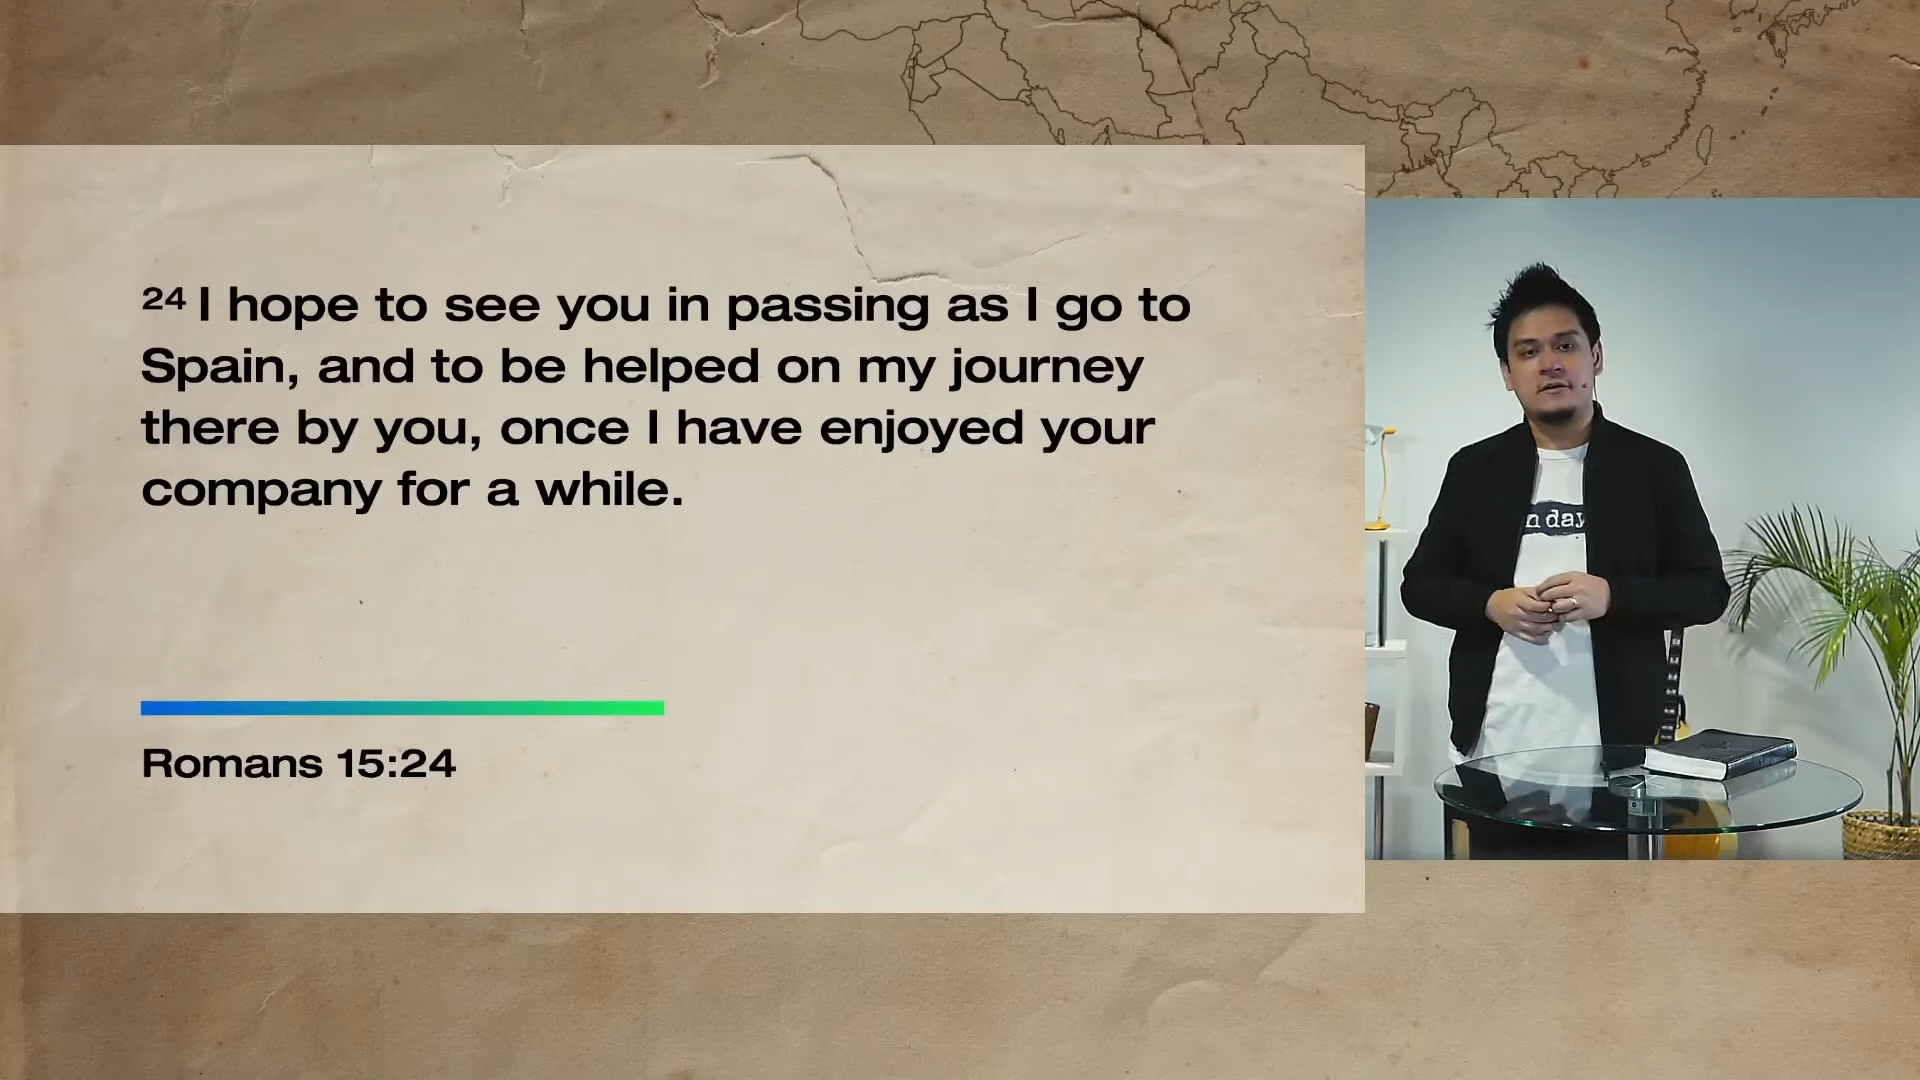 24 I hope to see you in passing as I go to
Spain, and to be helped on my journey
there by you, once I have enjoyed your
company for a while.
Romans 15:24
n day